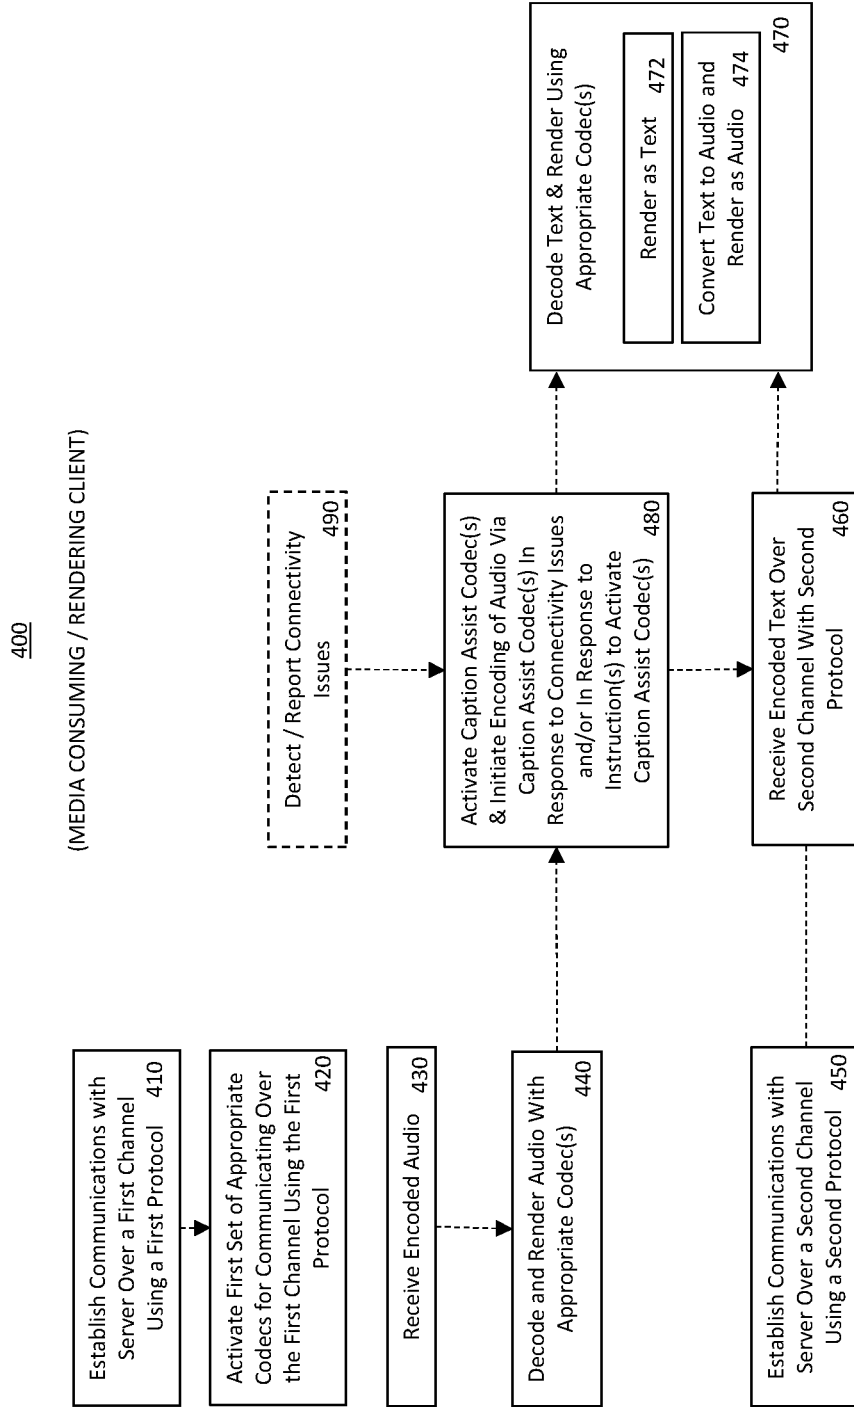 400
(MEDIA CONSUMING / RENDERING CLIENT)
Establish Communications with
Server Over a First Channel
Using a First Protocol 410
Activate First Set of Appropriate
Codecs for Communicating Over
the First Channel Using the First
Protocol 420
Receive Encoded Audio 430
Decode and Render Audio With
Appropriate Codec(s) 440
Establish Communications with
Server Over a Second Channel
Using a Second Protocol 450
Detect / Report Connectivity
Issues 490
Activate Caption Assist Codec(s)
& Initiate Encoding of Audio Via
Caption Assist Codec(s) In
Response to Connectivity Issues
and/or In Response to
Instruction(s) to Activate
Caption Assist Codec(s) 480
Receive Encoded Text Over
Second Channel With Second
Protocol 460
Decode Text & Render Using
Appropriate Codec(s)
Render as Text 472
Convert Text to Audio and
Render as Audio 474
470